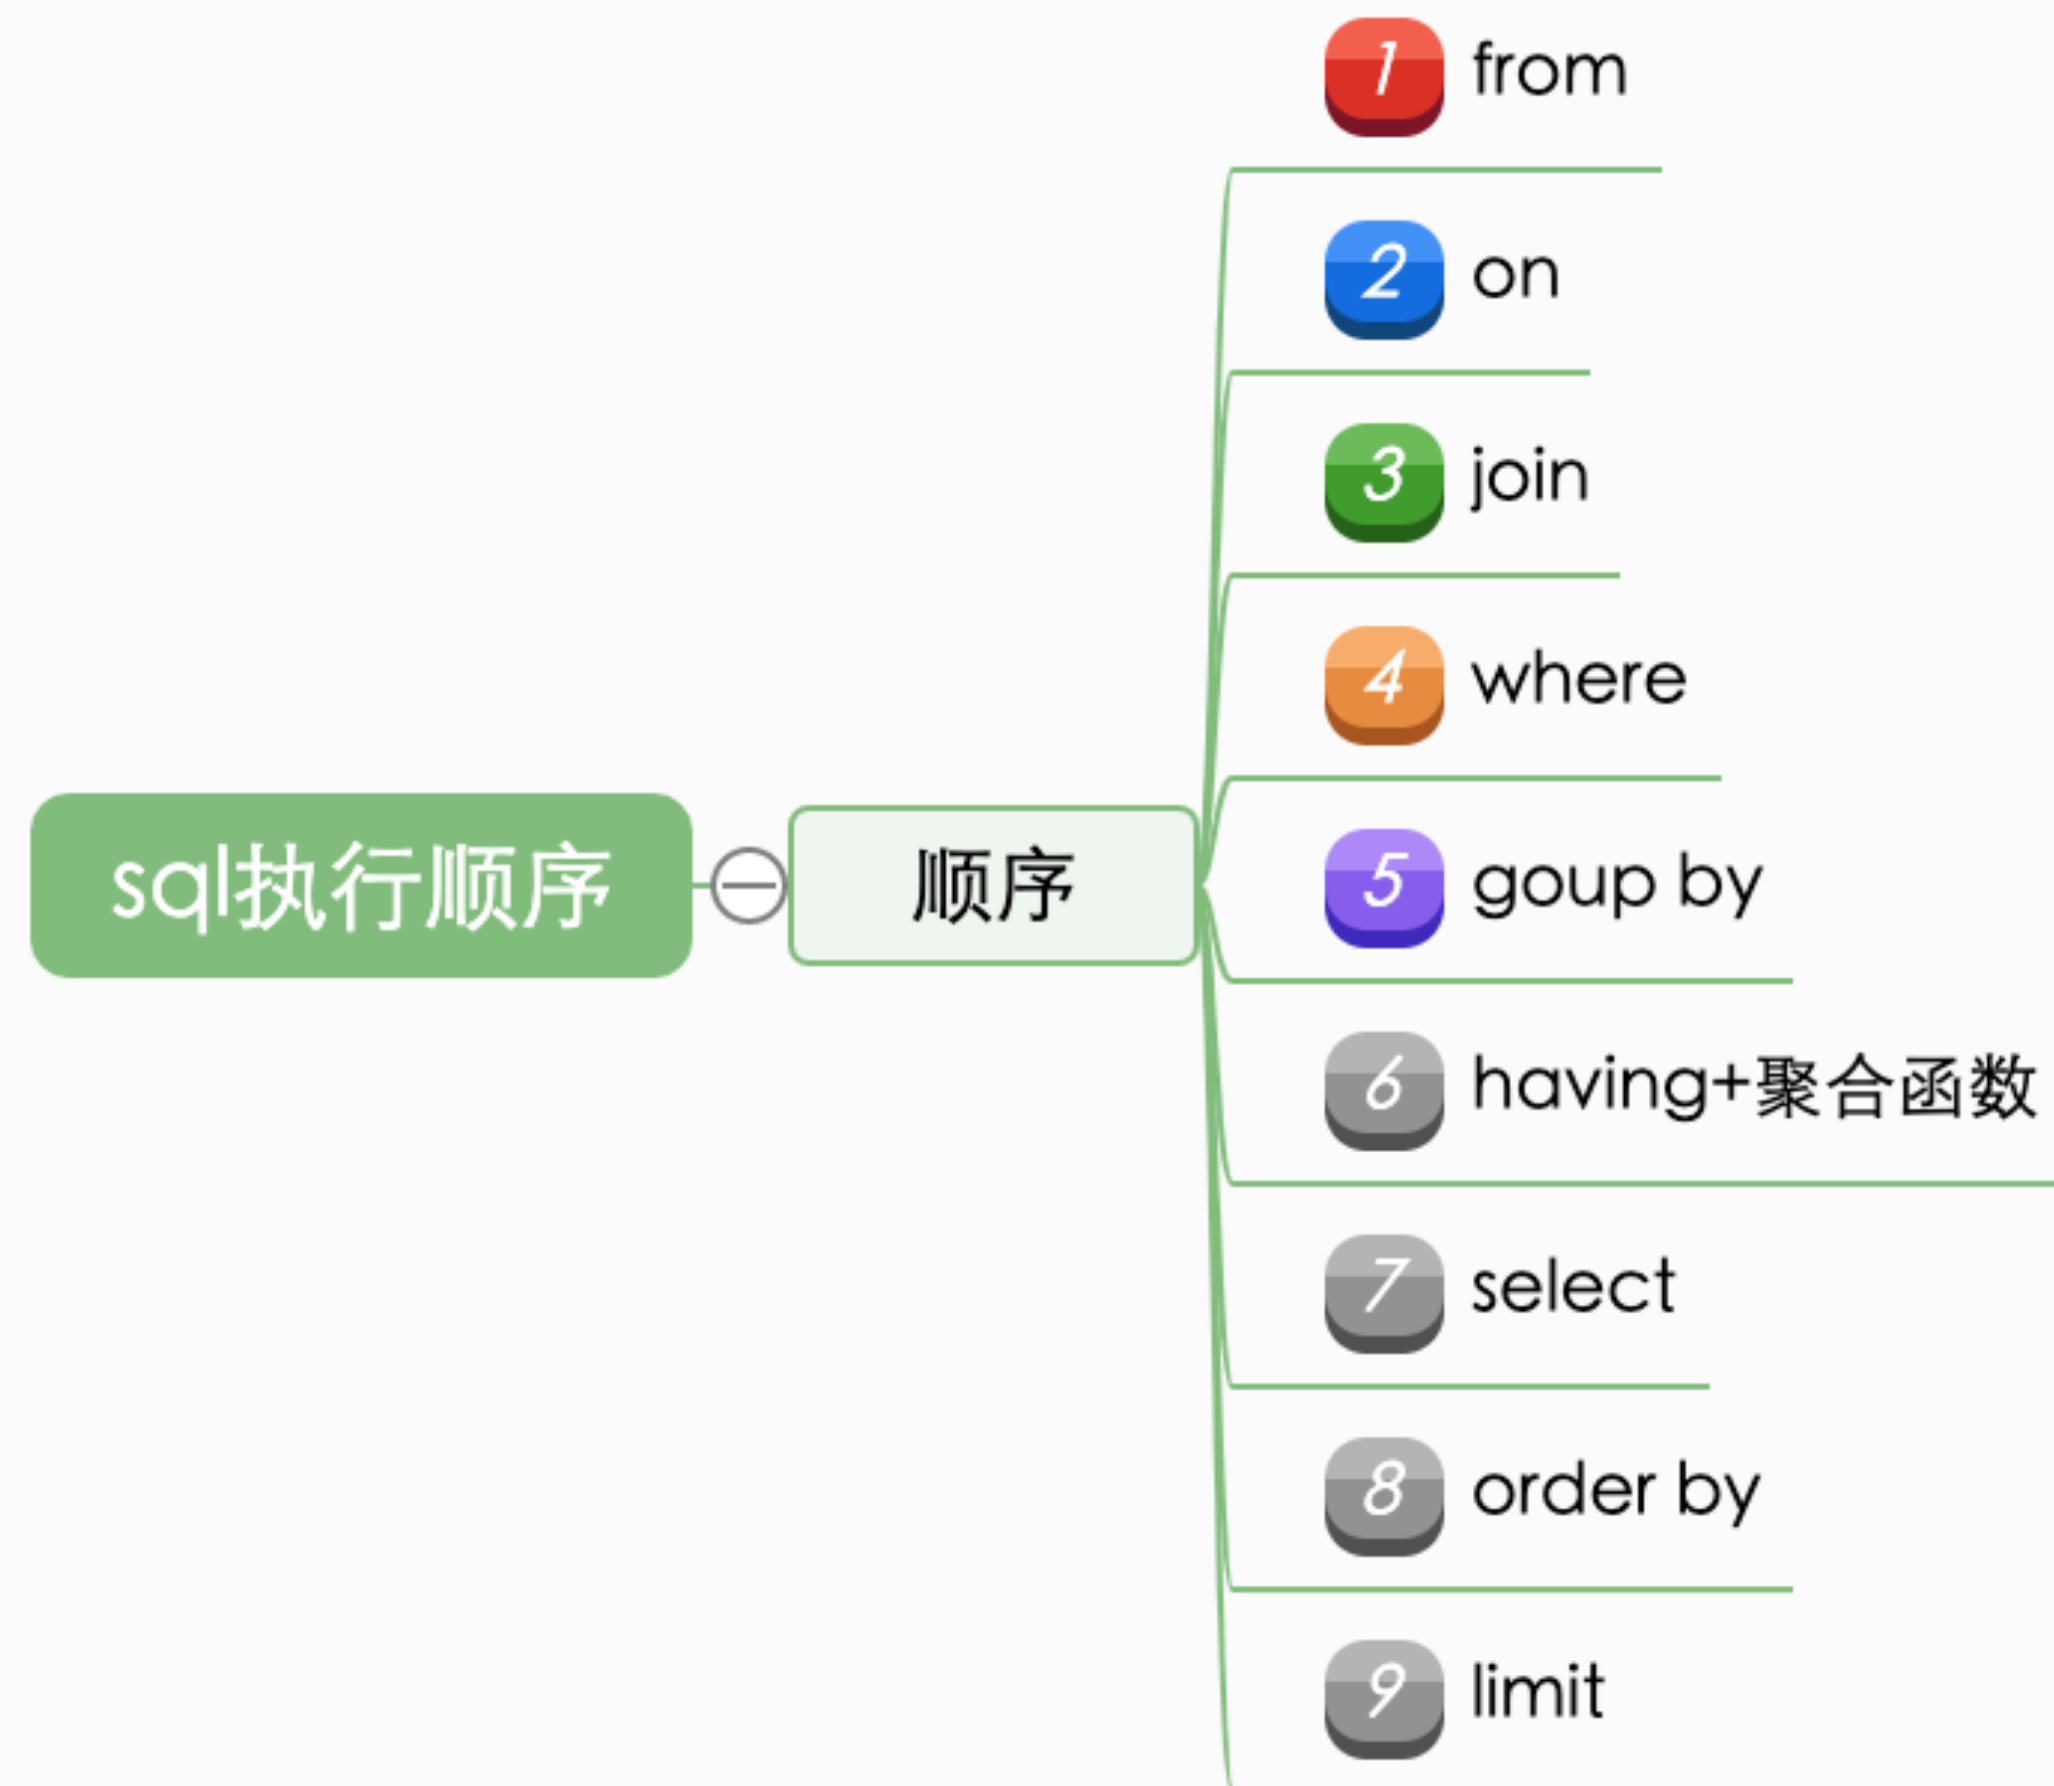 sql执行顺序
顺序
1 from
2 on
3 join
4 where
5 goup by
6 having+聚合函数
7 select
8 order by
9 limit